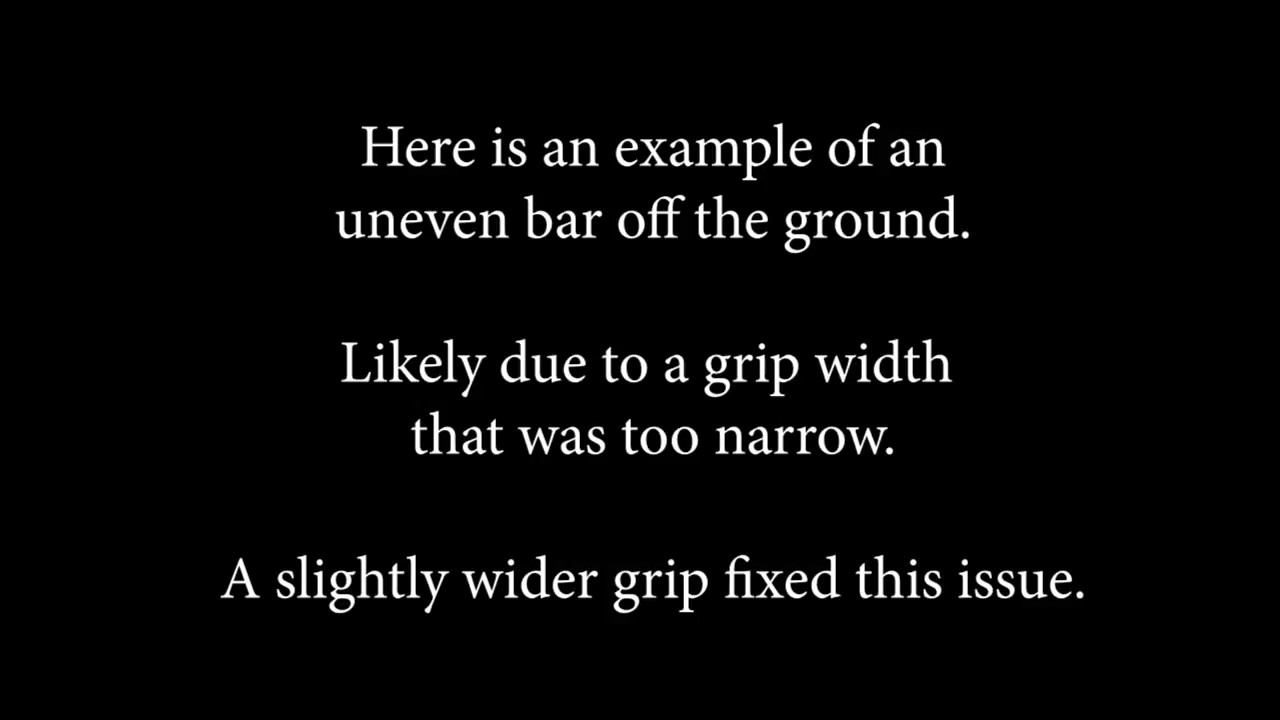 Here is an example of an
uneven bar off the ground.
Likely due to a grip width
that was too narrow.
A slightly wider grip fixed this issue.